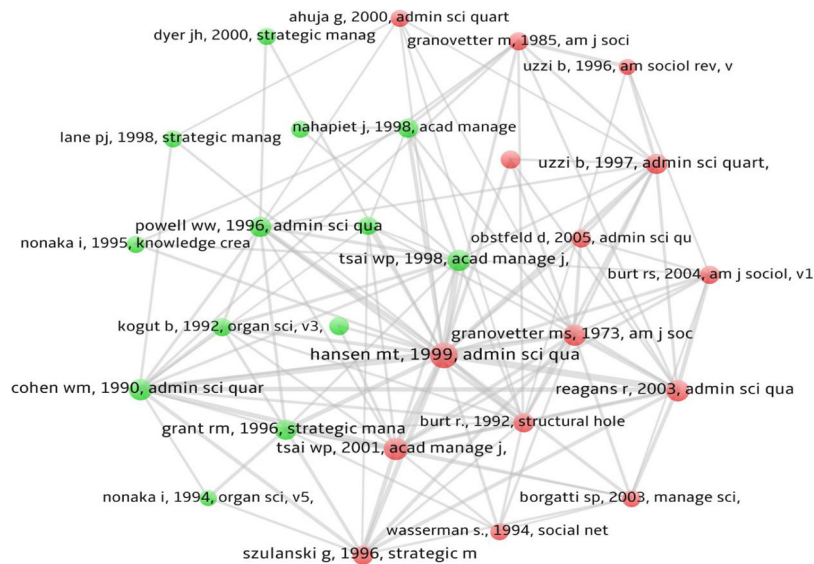 ahuja g, 2000, admin sci quart
dyer jh, 2000, strategic manag
granovetter m, 1985, am j soci
uzzi b, 1996, am sociol rev, v
nahapiet j, 1998, acad manage
lane pj, 1998, strategic manag
uzzi b, 1997, admin sci quart,
powell ww, 1996, admin sci qua
nonaka i, 1995, knowledge crea
obstfeld d, 2005, admin sci qu
tsai wp, 1998, acad manage j,
burt rs, 2004, am j sociol, v1
kogut b, 1992, organ sci, v3,
granovetter ms, 1973, am j soc
hansen mt, 1999, admin sci qua
cohen wm, 1990, admin sci quar
reagans r, 2003, admin sci qua
burt r., 1992, structural hole
grant rm, 1996, strategic mana
tsai wp, 2001, acad manage j,
nonaka i, 1994, organ sci, v5,
borgatti sp, 2003, manage sci,
wasserman s., 1994, social net
szulanski g, 1996, strategic m